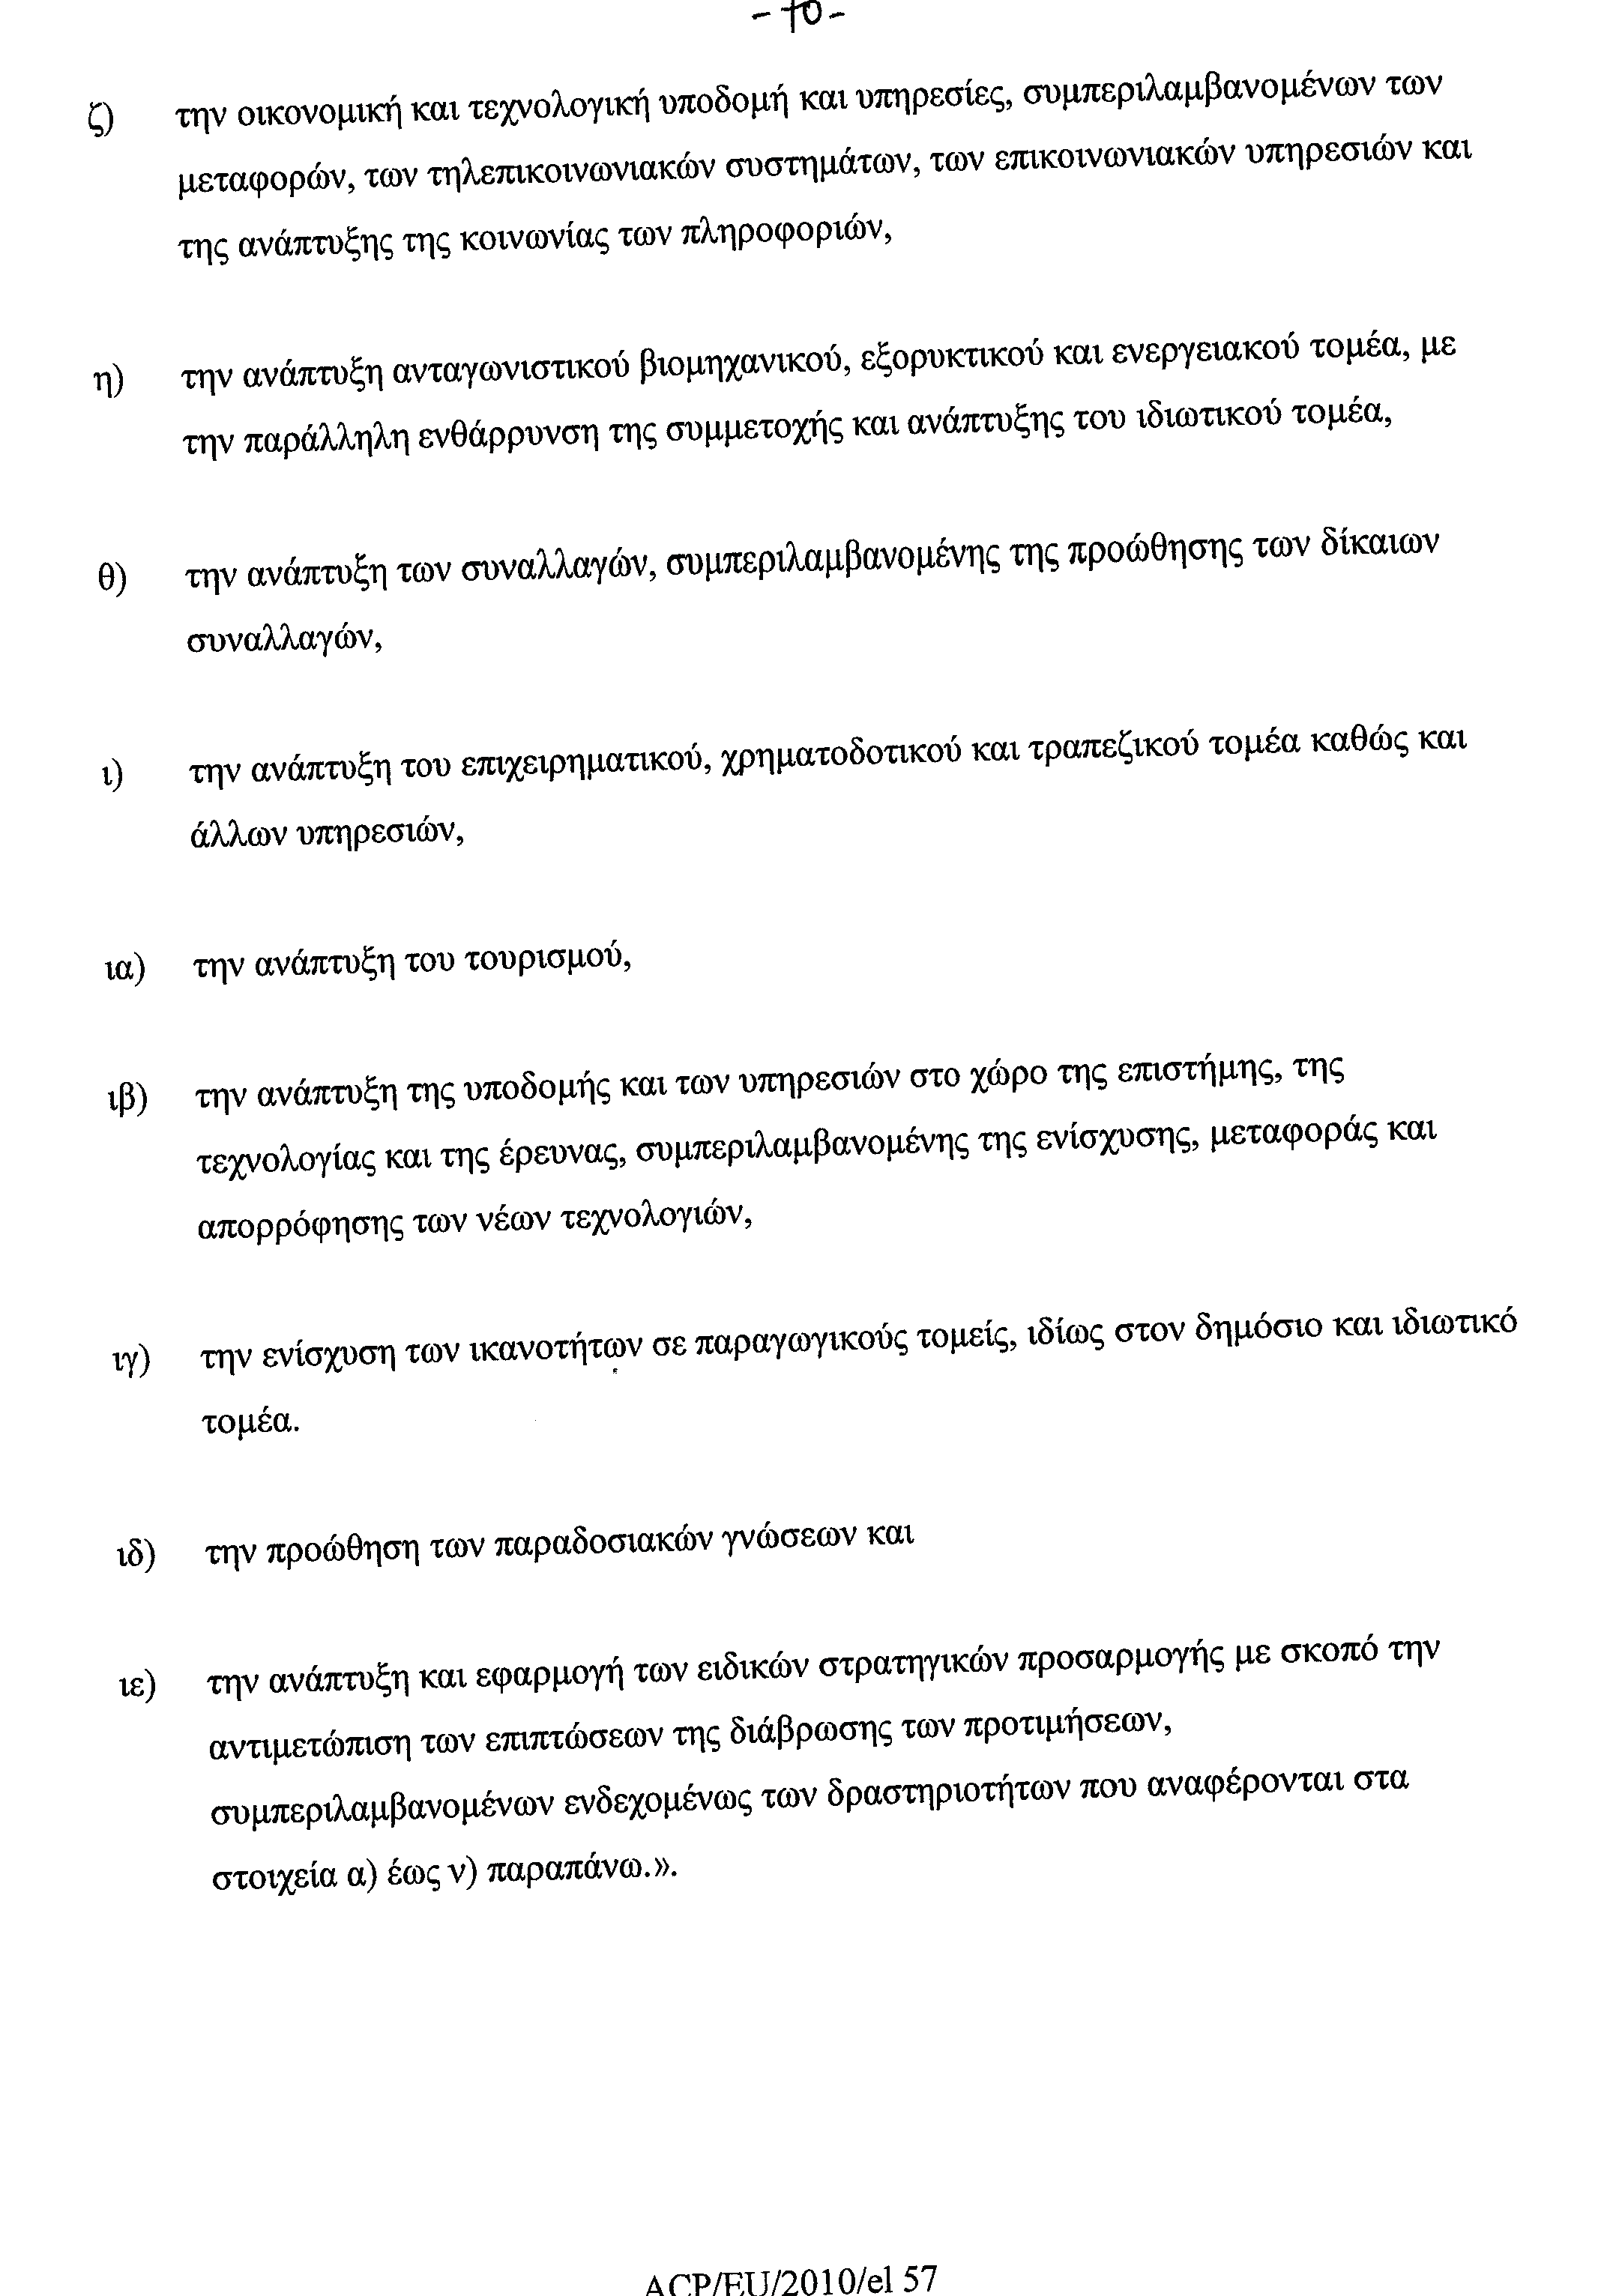 - 70 -
ζ) την οικονομική και τεχνολογική υποδομή και υπηρεσίες, συμπεριλαμβανομένων των
μεταφορών, των τηλεπικοινωνιακών συστημάτων, των επικοινωνιακών υπηρεσιών και
της ανάπτυξης της κοινωνίας των πληροφοριών,
η) την ανάπτυξη ανταγωνιστικού βιομηχανικού, εξορυκτικού και ενεργειακού τομέα, με
την παράλληλη ενθάρρυνση της συμμετοχής και ανάπτυξης του ιδιωτικού τομέα,
θ) την ανάπτυξη των συναλλαγών, συμπεριλαμβανομένης της προώθησης των δίκαιων
συναλλαγών,
ι) την ανάπτυξη του επιχειρηματικού, χρηματοδοτικού και τραπεζικού τομέα καθώς και
άλλων υπηρεσιών,
ια) την ανάπτυξη του τουρισμού,
ιβ) την ανάπτυξη της υποδομής και των υπηρεσιών στο χώρο της επιστήμης, της
τεχνολογίας και της έρευνας, συμπεριλαμβανομένης της ενίσχυσης, μεταφοράς και
απορρόφησης των νέων τεχνολογιών,
ιγ) την ενίσχυση των ικανοτήτων σε παραγωγικούς τομείς, ιδίως στον δημόσιο και ιδιωτικό
τομέα.
ιδ) την προώθηση των παραδοσιακών γνώσεων και
ιε) την ανάπτυξη και εφαρμογή των ειδικών στρατηγικών προσαρμογής με σκοπό την
αντιμετώπιση των επιπτώσεων της διάβρωσης των προτιμήσεων,
συμπεριλαμβανομένων ενδεχομένως των δραστηριοτήτων που αναφέρονται στα
στοιχεία α) έως ν) παραπάνω.».
ACP/EU/2010/el 57